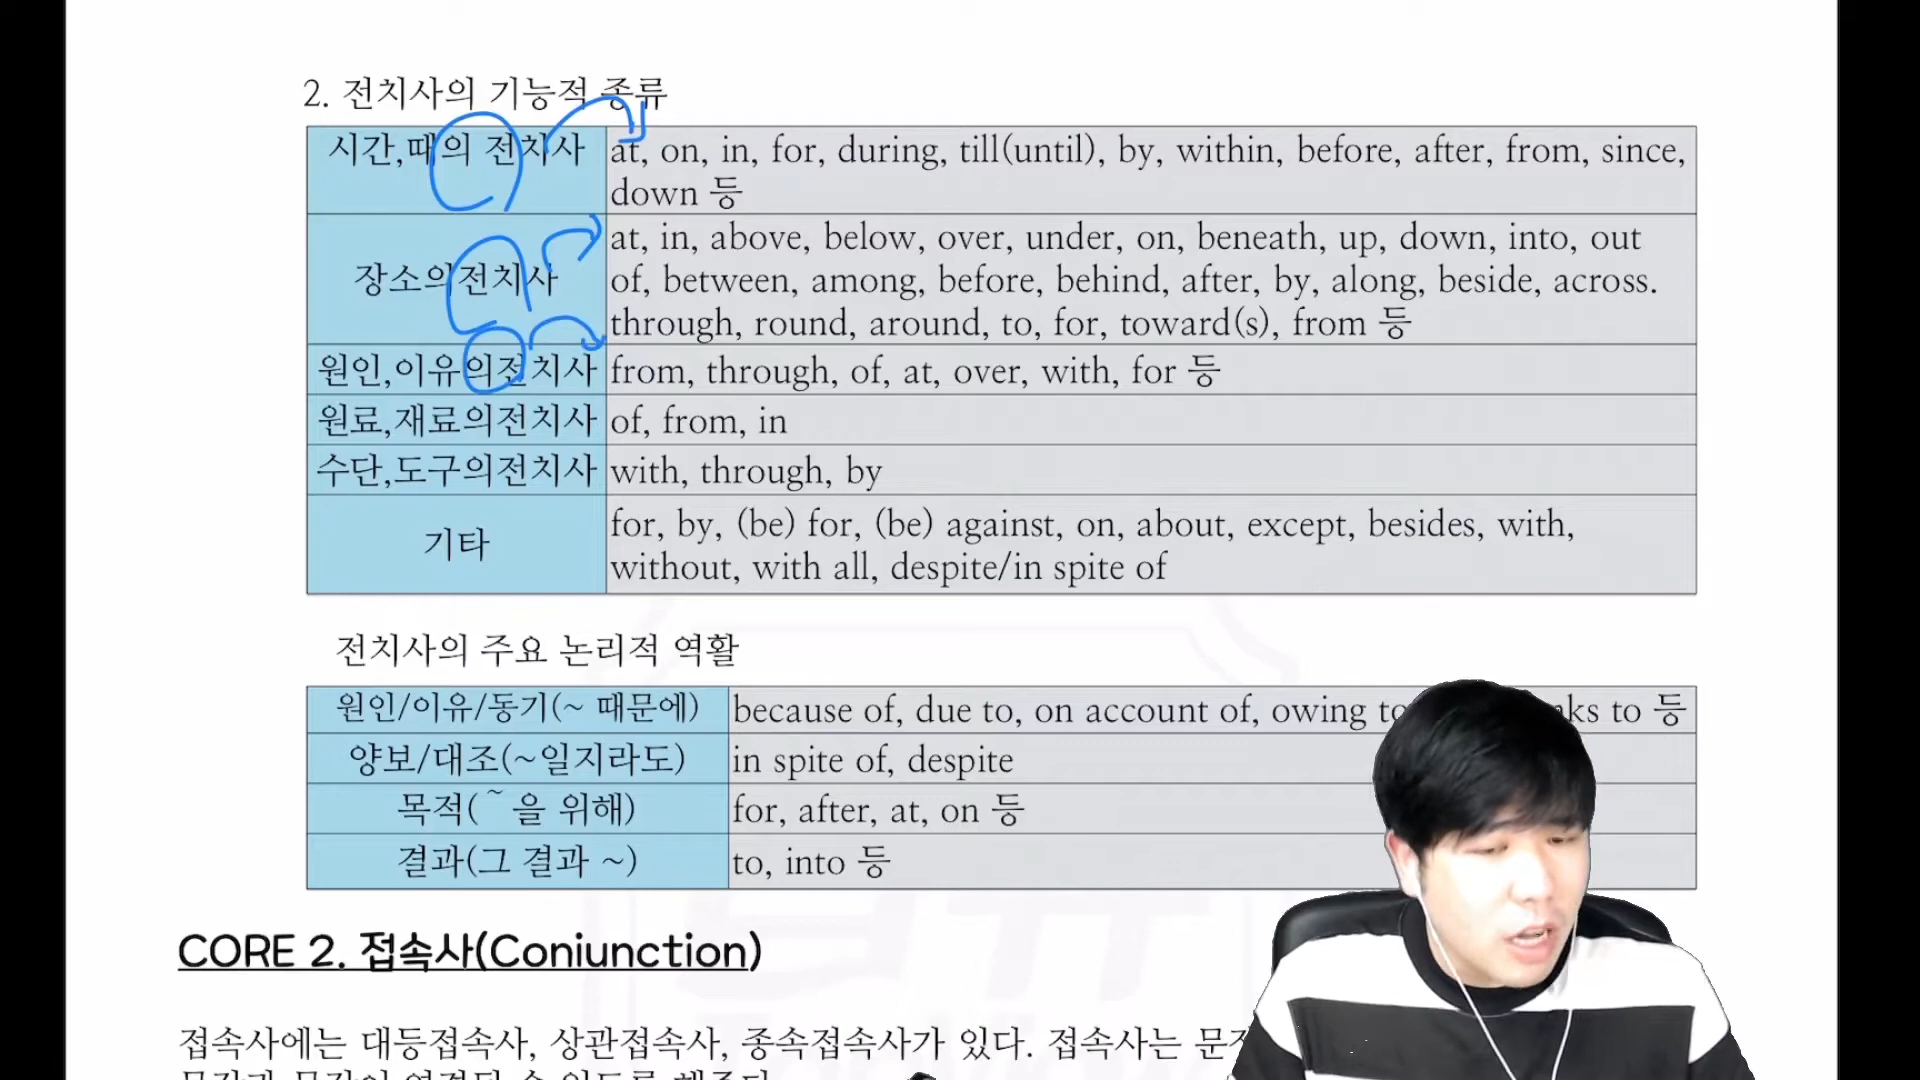 2. 전치사의 기능적 종류
시간,때의 전치사 at, on, in, for, during, till(until), by, within, before, after, from, since,
down 등
at, in, above, below, over, under, on, beneath, up, down, into, out
장소의전치사 of, between, among, before, behind, after, by, along, beside, across.
through, round, around, to, for, toward(s), from 등
원인,이유의전치사 from, through, of, at, over, with, for 등
원료,재료의전치사 of, from, in
수단,도구의전치사 with, through, by
기타 for, by, (be) for, (be) against, on, about, except, besides, with,
without, with all, despite/in spite of
전치사의 주요 논리적 역활
원인/이유/동기(~ 때문에) because of, due to, on account of, owing to 등
양보/대조(~일지라도) in spite of, despite
목적(~을 위해) for, after, at, on 등
결과(그 결과 ~) to, into 등
CORE 2. 접속사(Coniunction)
접속사에는 대등접속사, 상관접속사, 종속접속사가 있다. 접속사는